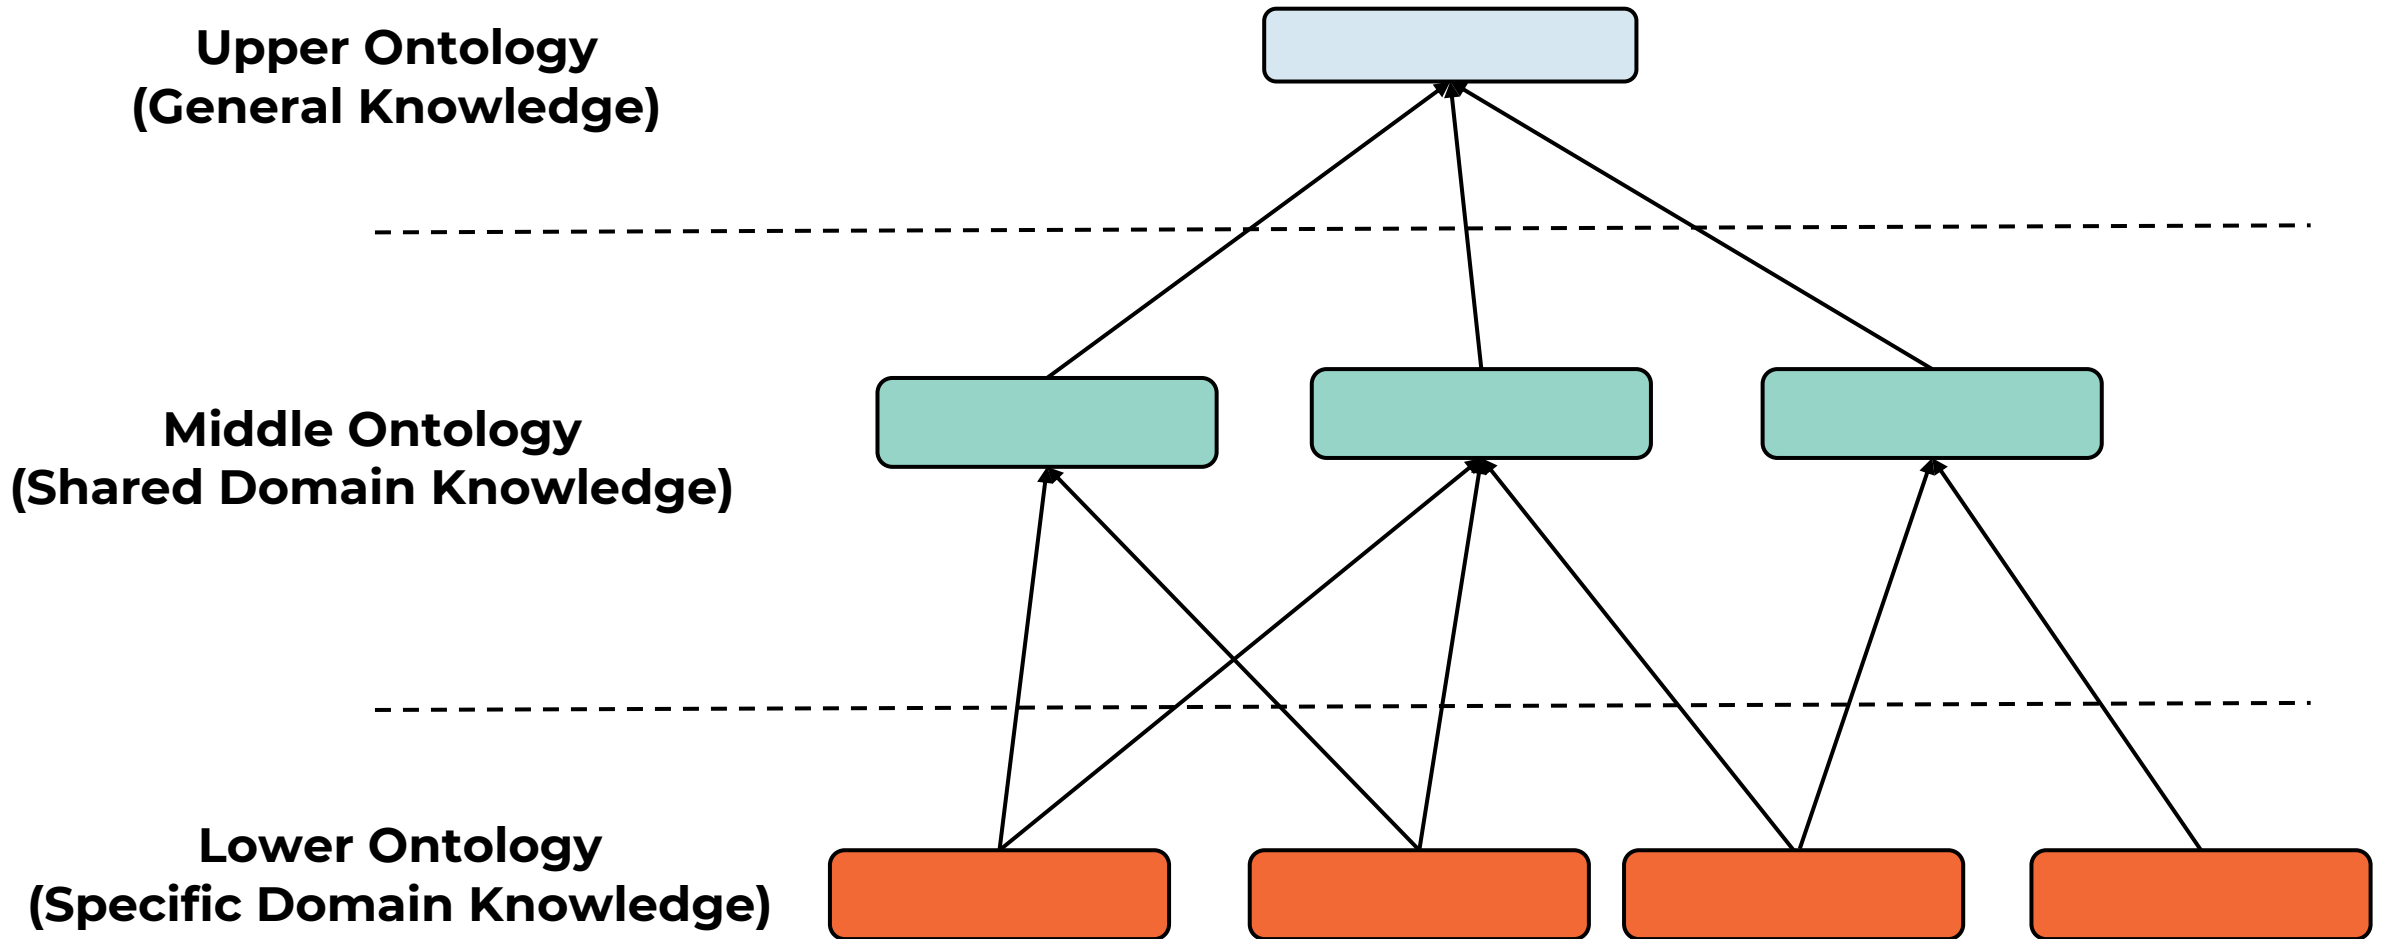 Upper Ontology
(General Knowledge)
Middle Ontology
(Shared Domain Knowledge)
Lower Ontology
(Specific Domain Knowledge)